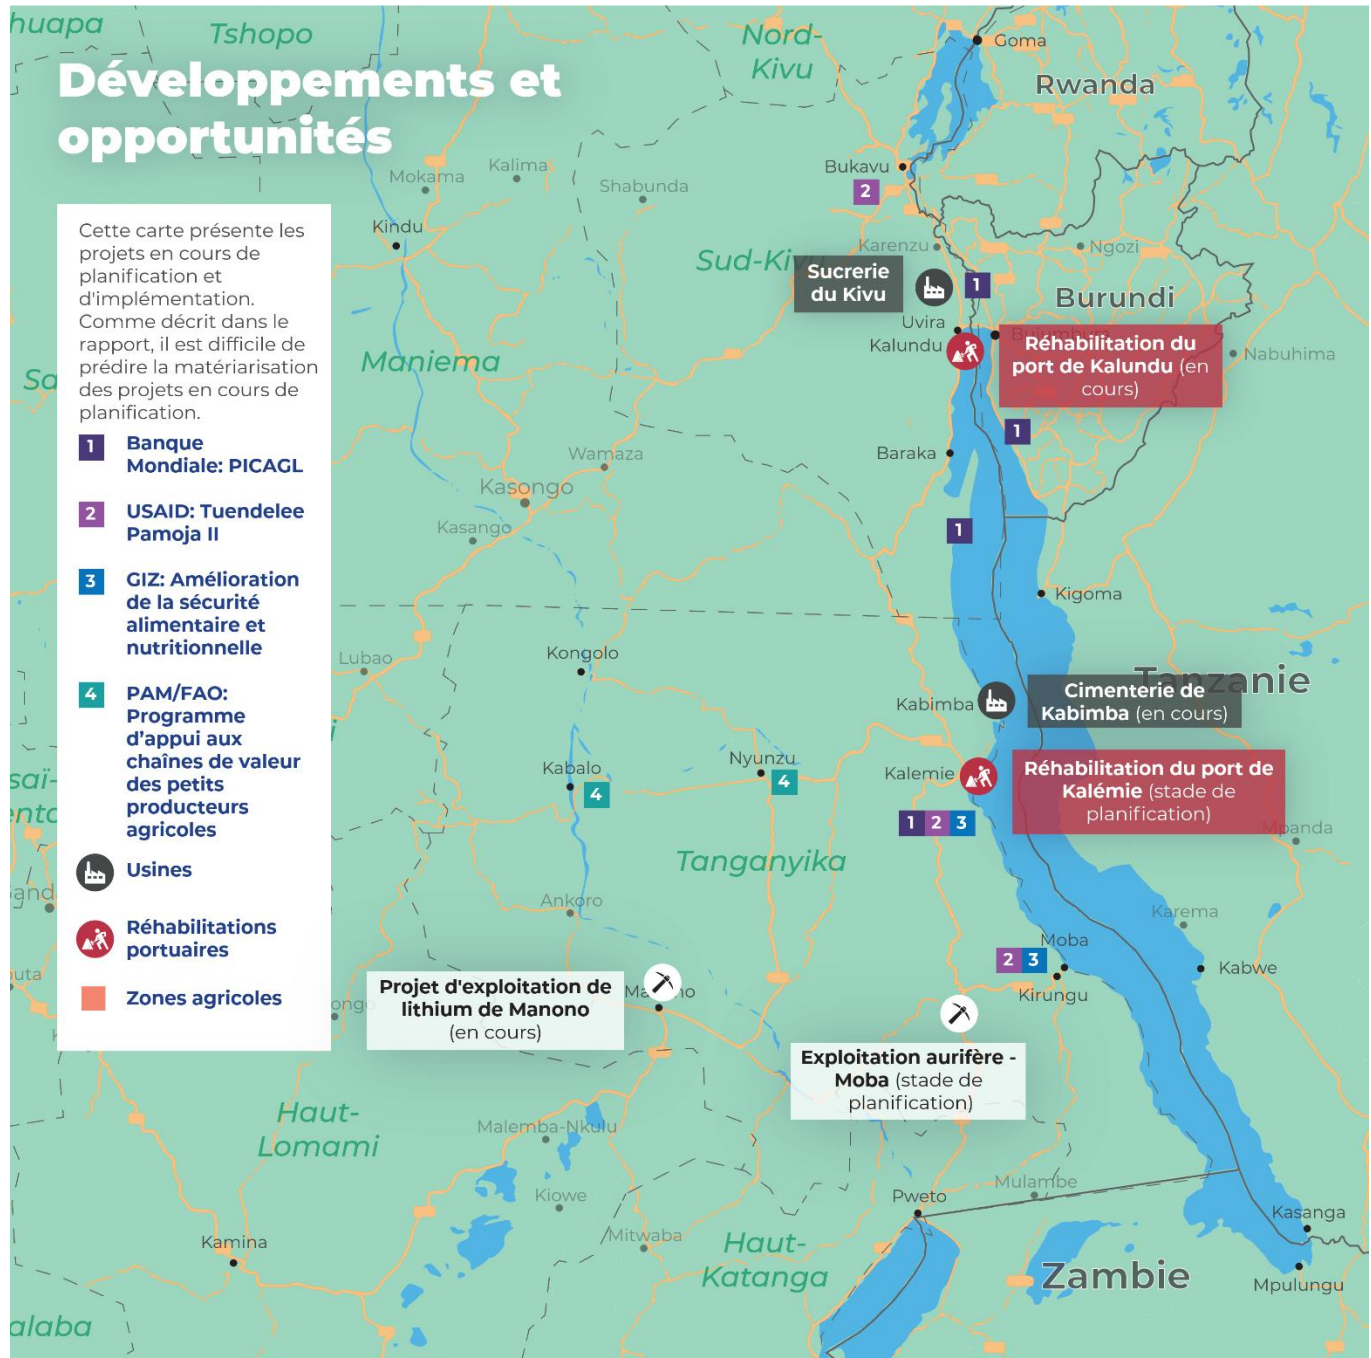 huapa
Tshopo
Nord-
Kivu
Goma
Rwanda
Développements et
opportunités
Bukavu
2
Kalima
Mokama
Shabunda
Kindu
Karenzu
Ngozi
Sud-Kivu
Sucrerie
du Kivu
1
Burundi
Uvira
Kalundu
Réhabilitation du
port de Kalundu (en
cours)
Nabuhima
Cette carte présente les
projets en cours de
planification et
d'implémentation.
Comme décrit dans le
rapport, il est difficile de
prédire la matériarisation
des projets en cours de
planification.
1 Banque
Mondiale: PICAGL
2 USAID: Tuendelee
Pamoja II
3 GIZ: Amélioration
de la sécurité
alimentaire et
nutritionnelle
4 PAM/FAO:
Programme
d'appui aux
chaînes de valeur
des petits
producteurs
agricoles
Usines
Réhabilitations
portuaires
Zones agricoles
Sa
Maniema
1
Baraka
Wamaza
Kasongo
Kasango
1
Kigoma
Lubao
Kongolo
Tanzanie
Kabimba
Cimenterie de
Kabimba (en cours)
saï-
Kabalo
4
Nyunzu
4
Kalemie
Réhabilitation du port de
Kalémie (stade de
planification)
1 2 3
Mpanda
Tanganyika
Ankoro
Karema
Moba
2 3
Kabwe
Kirungu
Projet d'exploitation de
lithium de Manono
(en cours)
Exploitation aurifère -
Moba (stade de
planification)
Haut-
Lomami
Malemba-Nkulu
Kiowe
Mulambe
Pweto
Kasanga
Mitwaba
Kamina
Haut-
Katanga
Zambie
Mpulungu
alaba